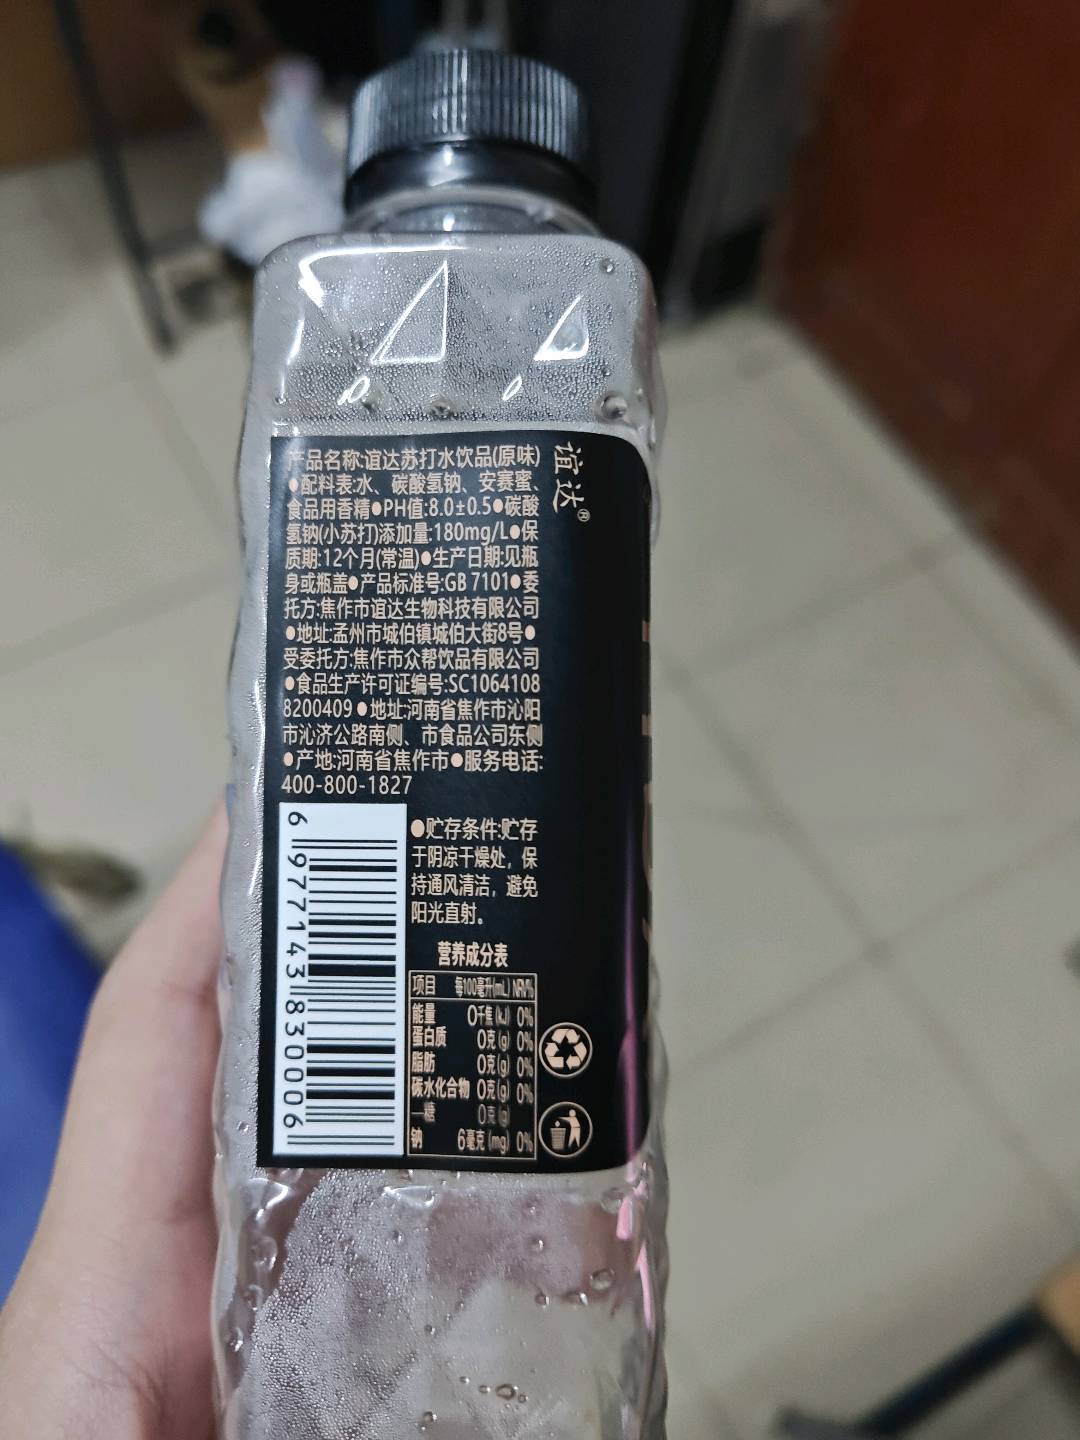 产品名称:谊达苏打水饮品(原味)
●配料表:水、碳酸氢钠、安赛蜜、
食品用香精●PH值:8.0±0.5●碳酸
氢钠(小苏打)添加量:180mg/L●保
质期:12个月(常温)●生产日期:见瓶
身或瓶盖●产品标准号:GB 7101●委
托方:焦作市谊达生物科技有限公司
●地址:孟州市城伯镇城伯大街8号●
受委托方:焦作市众帮饮品有限公司
●食品生产许可证编号:SC1064108
8200409●地址:河南省焦作市沁阳
市沁济公路南侧、市食品公司东侧
●产地:河南省焦作市●服务电话:
400-800-1827
谊达®
6977143830006
●贮存条件:贮存
于阴凉干燥处，保
持通风清洁，避免
阳光直射。
营养成分表
项目 每100毫升(mL) NRV%
能量 0千焦(kJ) 0%
蛋白质 0克(g) 0%
脂肪 0克(g) 0%
碳水化合物 0克(g) 0%
—糖 0克(g)
钠 6毫克(mg) 0%